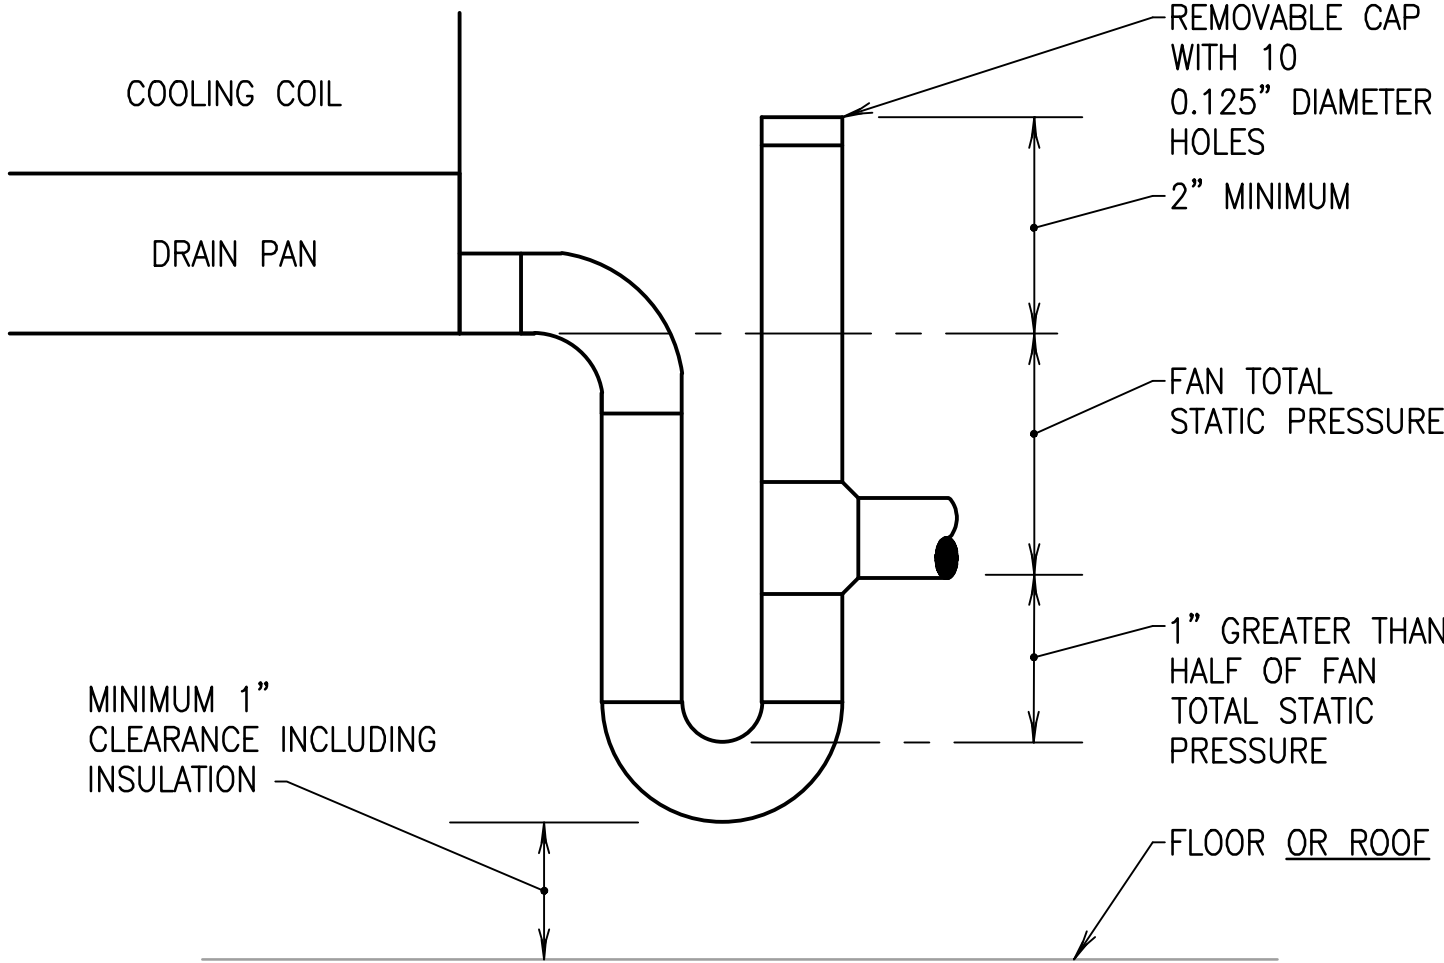 REMOVABLE CAP
WITH 10
0.125” DIAMETER
HOLES
COOLING COIL
2” MINIMUM
DRAIN PAN
FAN TOTAL
STATIC PRESSURE
1” GREATER THAN
HALF OF FAN
TOTAL STATIC
PRESSURE
MINIMUM 1”
CLEARANCE INCLUDING
INSULATION
FLOOR OR ROOF